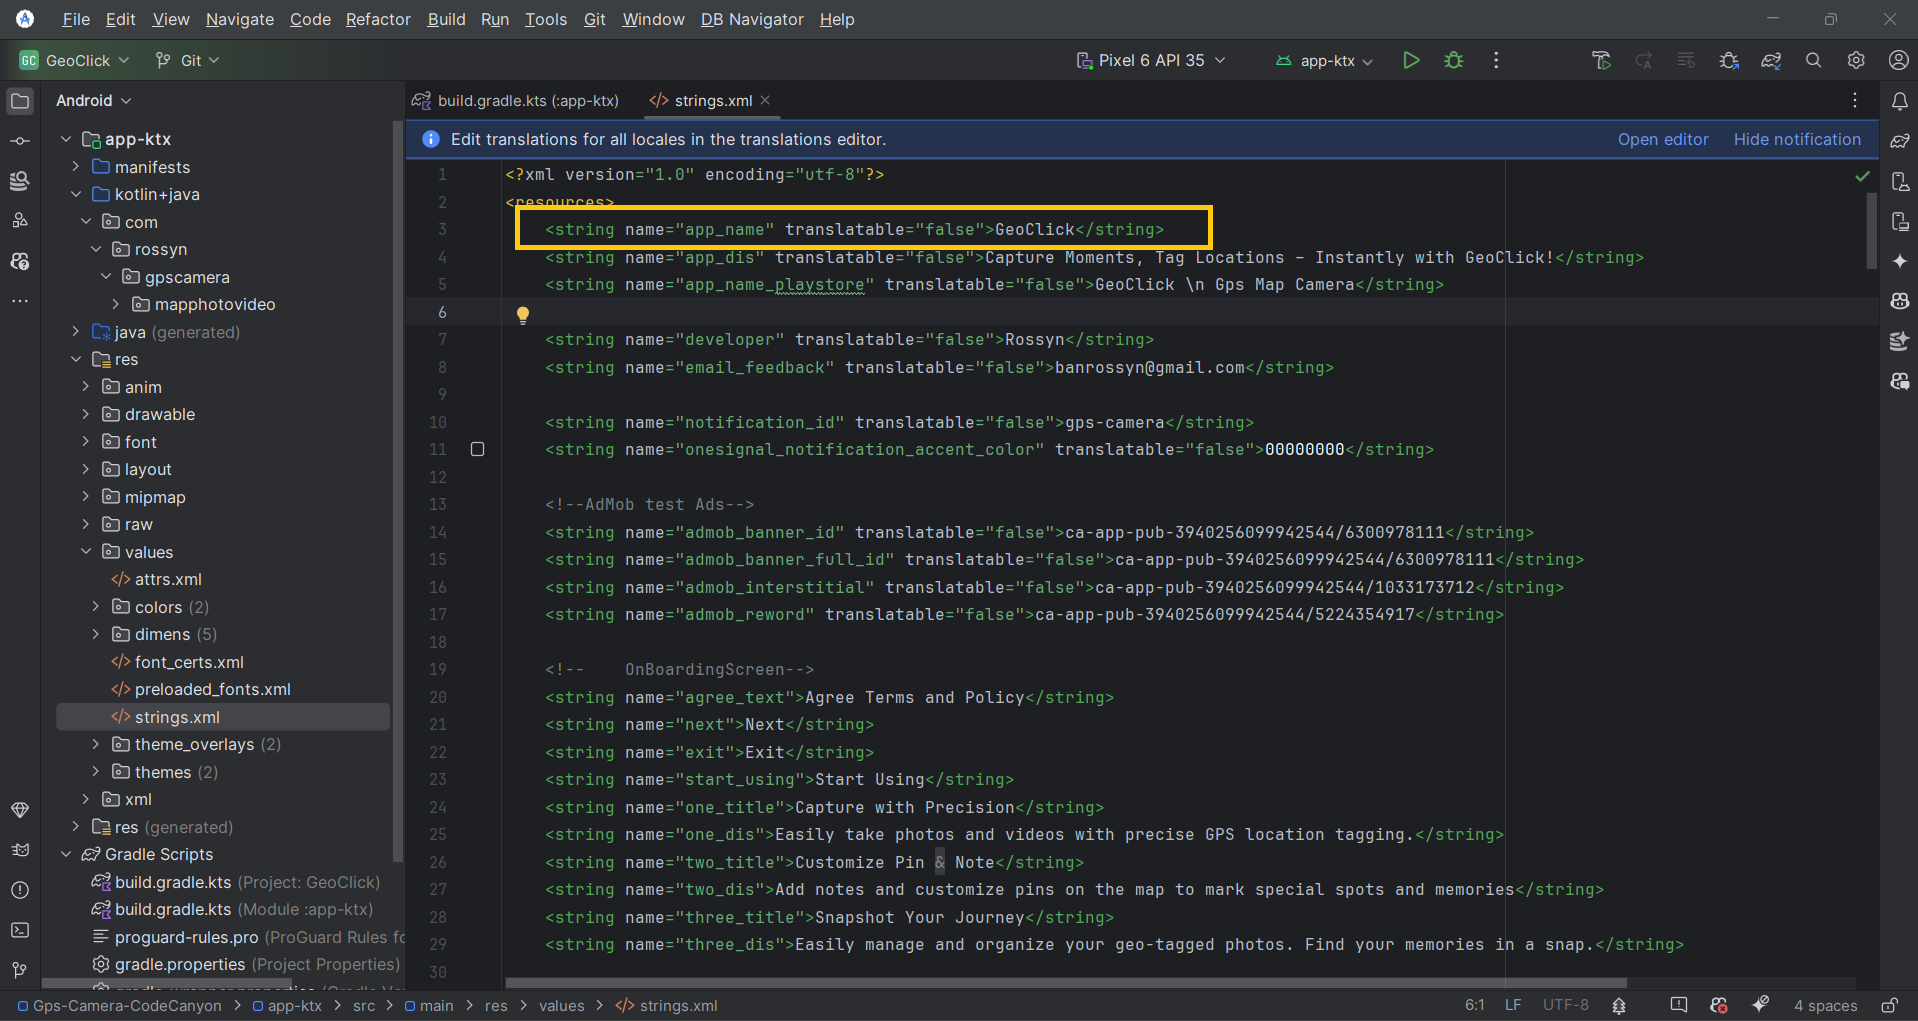 File Edit View Navigate Code Refactor Build Run Tools Git Window DB Navigator Help
GC GeoClick Git Pixel 6 API 35 app-ktx
Android
build.gradle.kts (:app-ktx) strings.xml
Edit translations for all locales in the translations editor. Open editor Hide notification
app-ktx
manifests
kotlin+java
com
rossyn
gpscamera
mapphotovideo
java (generated)
res
anim
drawable
font
layout
mipmap
raw
values
attrs.xml
colors (2)
dimens (5)
font_certs.xml
preloaded_fonts.xml
strings.xml
theme_overlays (2)
themes (2)
xml
res (generated)
Gradle Scripts
build.gradle.kts (Project: GeoClick)
build.gradle.kts (Module :app-ktx)
proguard-rules.pro (ProGuard Rules fo
gradle.properties (Project Properties)
1 <?xml version="1.0" encoding="utf-8"?>
2 <resources>
3 <string name="app_name" translatable="false">GeoClick</string>
4 <string name="app_dis" translatable="false">Capture Moments, Tag Locations – Instantly with GeoClick!</string>
5 <string name="app_name_playstore" translatable="false">GeoClick \n Gps Map Camera</string>
6
7 <string name="developer" translatable="false">Rossyn</string>
8 <string name="email_feedback" translatable="false">banrossyn@gmail.com</string>
9
10 <string name="notification_id" translatable="false">gps-camera</string>
11 <string name="onesignal_notification_accent_color" translatable="false">00000000</string>
12
13 <!--AdMob test Ads-->
14 <string name="admob_banner_id" translatable="false">ca-app-pub-3940256099942544/6300978111</string>
15 <string name="admob_banner_full_id" translatable="false">ca-app-pub-3940256099942544/6300978111</string>
16 <string name="admob_interstitial" translatable="false">ca-app-pub-3940256099942544/1033173712</string>
17 <string name="admob_reword" translatable="false">ca-app-pub-3940256099942544/5224354917</string>
18
19 <!-- OnBoardingScreen-->
20 <string name="agree_text">Agree Terms and Policy</string>
21 <string name="next">Next</string>
22 <string name="exit">Exit</string>
23 <string name="start_using">Start Using</string>
24 <string name="one_title">Capture with Precision</string>
25 <string name="one_dis">Easily take photos and videos with precise GPS location tagging.</string>
26 <string name="two_title">Customize Pin & Note</string>
27 <string name="two_dis">Add notes and customize pins on the map to mark special spots and memories</string>
28 <string name="three_title">Snapshot Your Journey</string>
29 <string name="three_dis">Easily manage and organize your geo-tagged photos. Find your memories in a snap.</string>
30
Gps-Camera-CodeCanyon > app-ktx > src > main > res > values > strings.xml 6:1 LF UTF-8 4 spaces